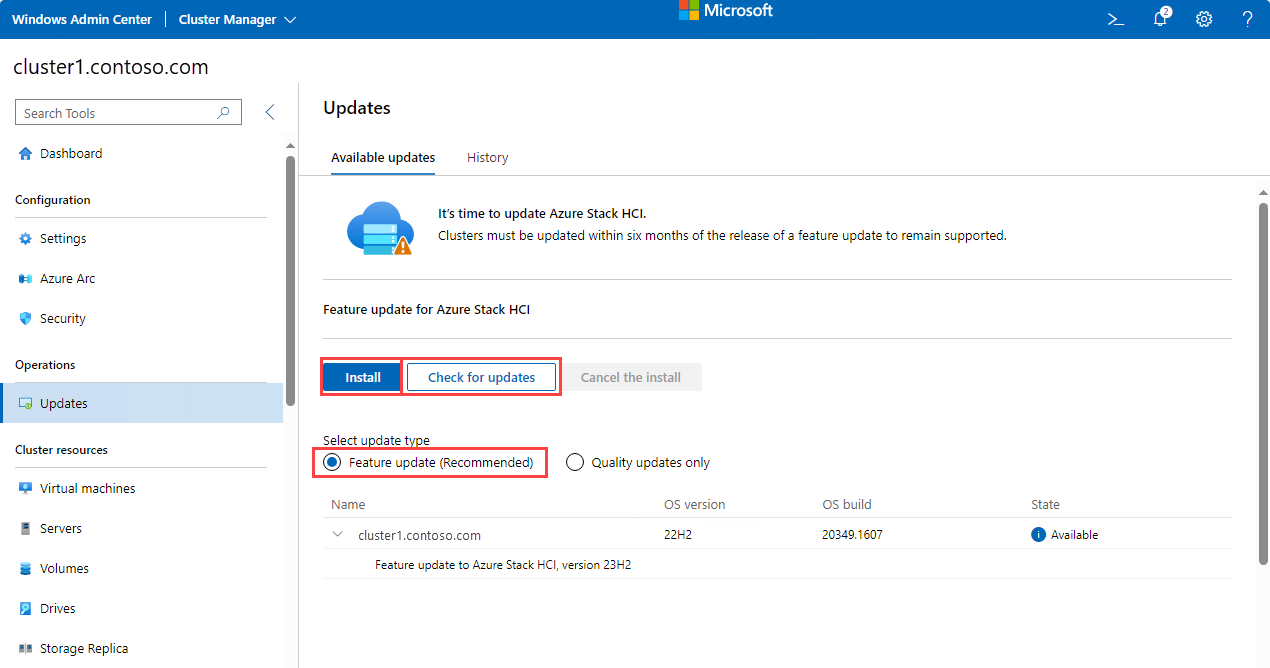 Windows Admin Center
Cluster Manager
Microsoft
2
cluster1.contoso.com
Search Tools
Dashboard
Configuration
Settings
Azure Arc
Security
Operations
Updates
Cluster resources
Virtual machines
Servers
Volumes
Drives
Storage Replica
Updates
Available updates
History
It's time to update Azure Stack HCI.
Clusters must be updated within six months of the release of a feature update to remain supported.
Feature update for Azure Stack HCI
Install
Check for updates
Cancel the install
Select update type
Feature update (Recommended)
Quality updates only
Name OS version OS build State
cluster1.contoso.com 22H2 20349.1607 Available
Feature update to Azure Stack HCI, version 23H2